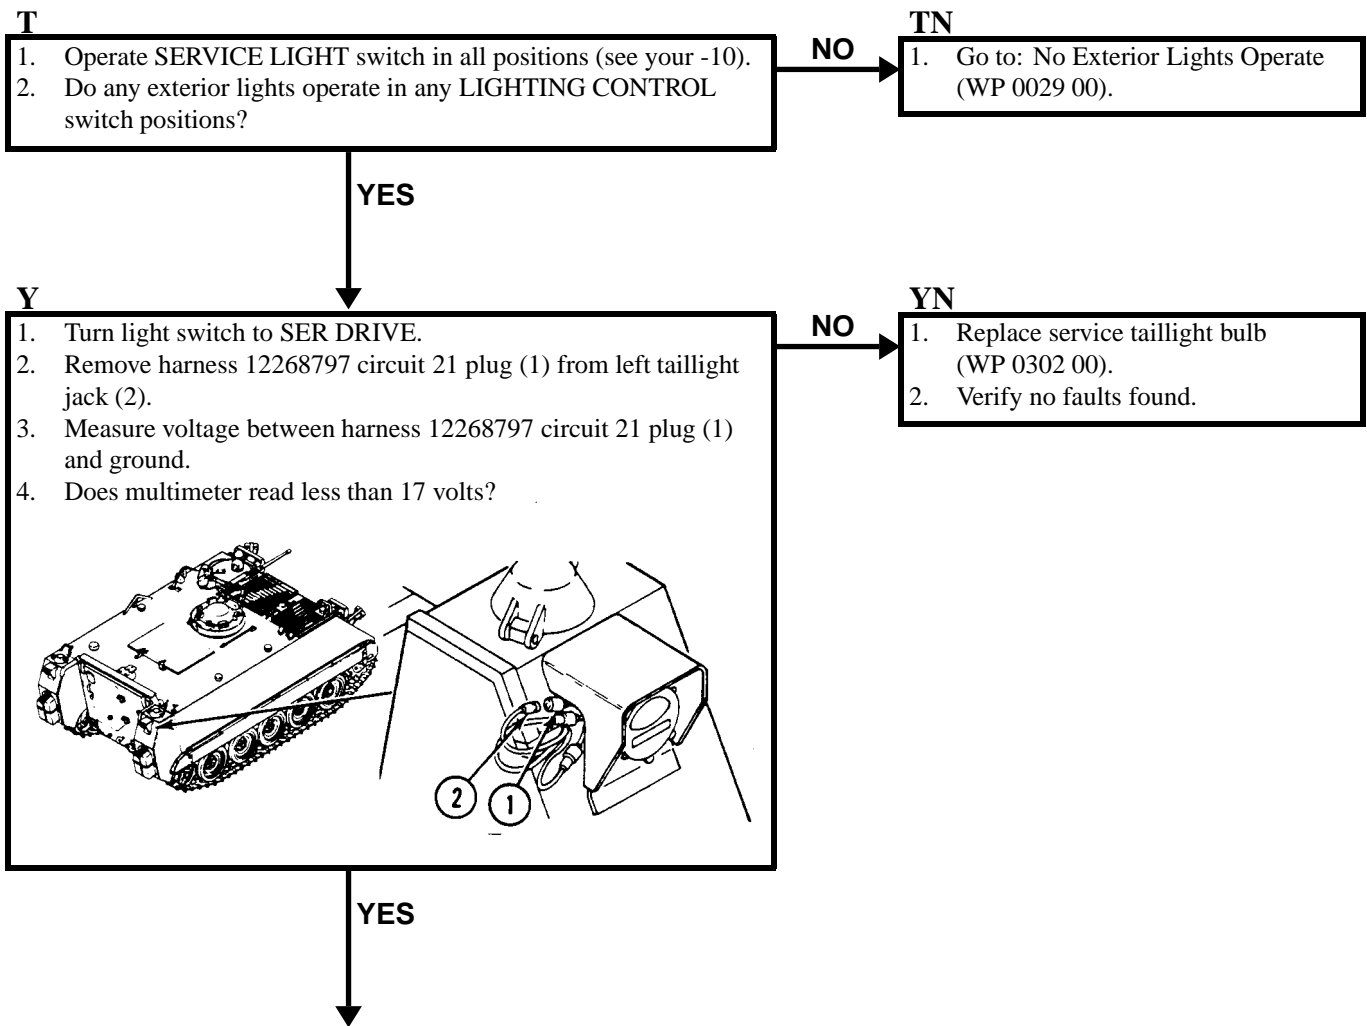 T
1. Operate SERVICE LIGHT switch in all positions (see your -10).
2. Do any exterior lights operate in any LIGHTING CONTROL
switch positions?
NO
TN
1. Go to: No Exterior Lights Operate
(WP 0029 00).
YES
Y
1. Turn light switch to SER DRIVE.
2. Remove harness 12268797 circuit 21 plug (1) from left taillight
jack (2).
3. Measure voltage between harness 12268797 circuit 21 plug (1)
and ground.
4. Does multimeter read less than 17 volts?
NO
YN
1. Replace service taillight bulb
(WP 0302 00).
2. Verify no faults found.
2
1
YES